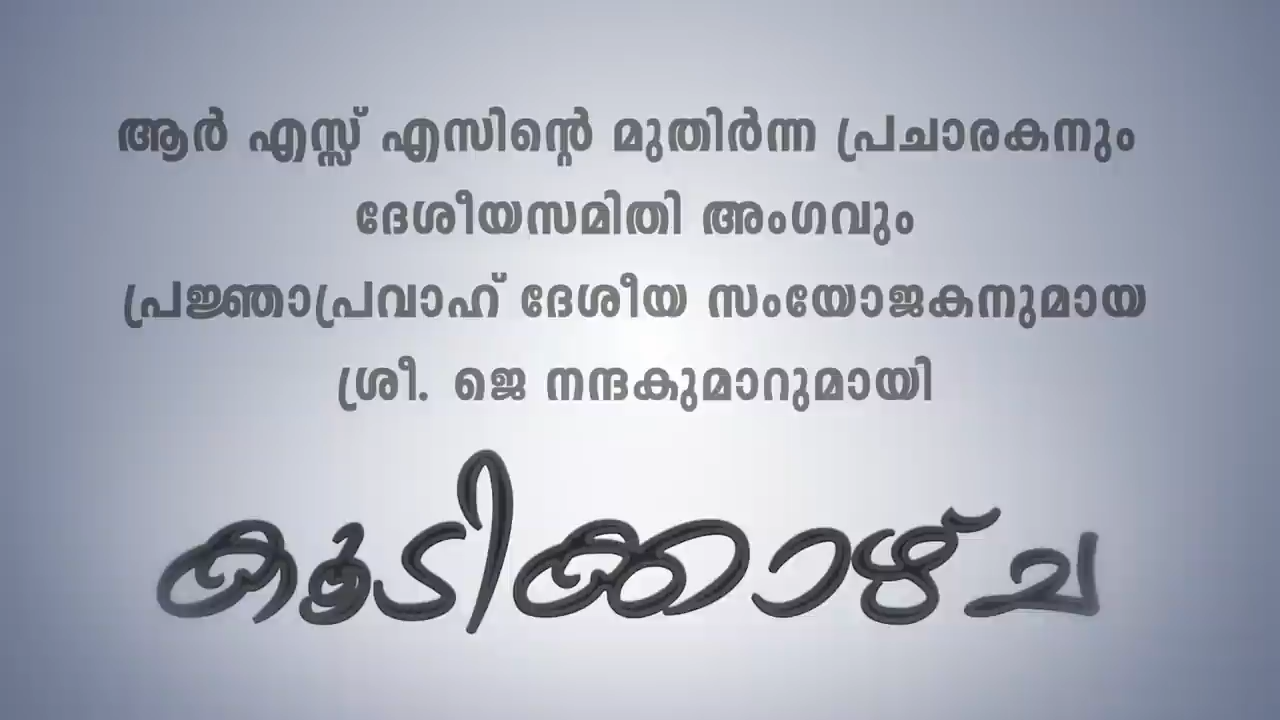 ആർ എസ്സ് എസിന്റെ മുതിർന്ന പ്രചാരകനും
ദേശീയസമിതി അംഗവും
പ്രജ്ഞാപ്രവാഹ് ദേശീയ സംയോജകനുമായ
ശ്രീ. ജെ നന്ദകുമാറുമായി
കൂടിക്കാഴ്ച